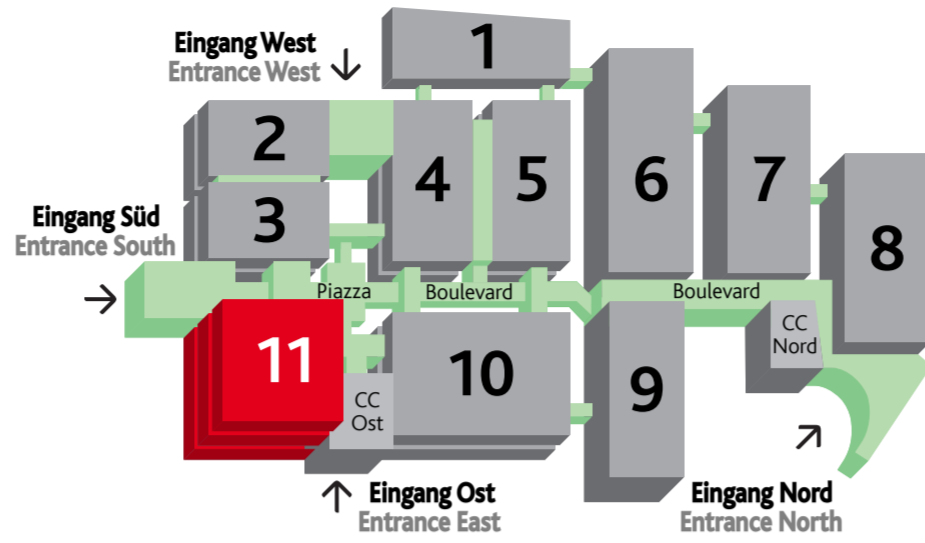 Eingang West
Entrance West
1
2
3
4
5
6
7
8
Eingang Süd
Entrance South
Piazza
Boulevard
Boulevard
CC
Nord
11
CC
Ost
10
9
Eingang Ost
Entrance East
Eingang Nord
Entrance North